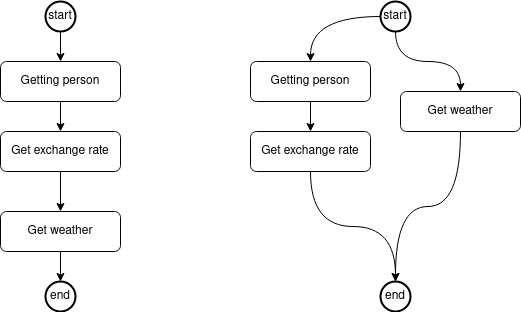 start
Getting person
Get exchange rate
Get weather
end
start
Getting person
Get weather
Get exchange rate
end